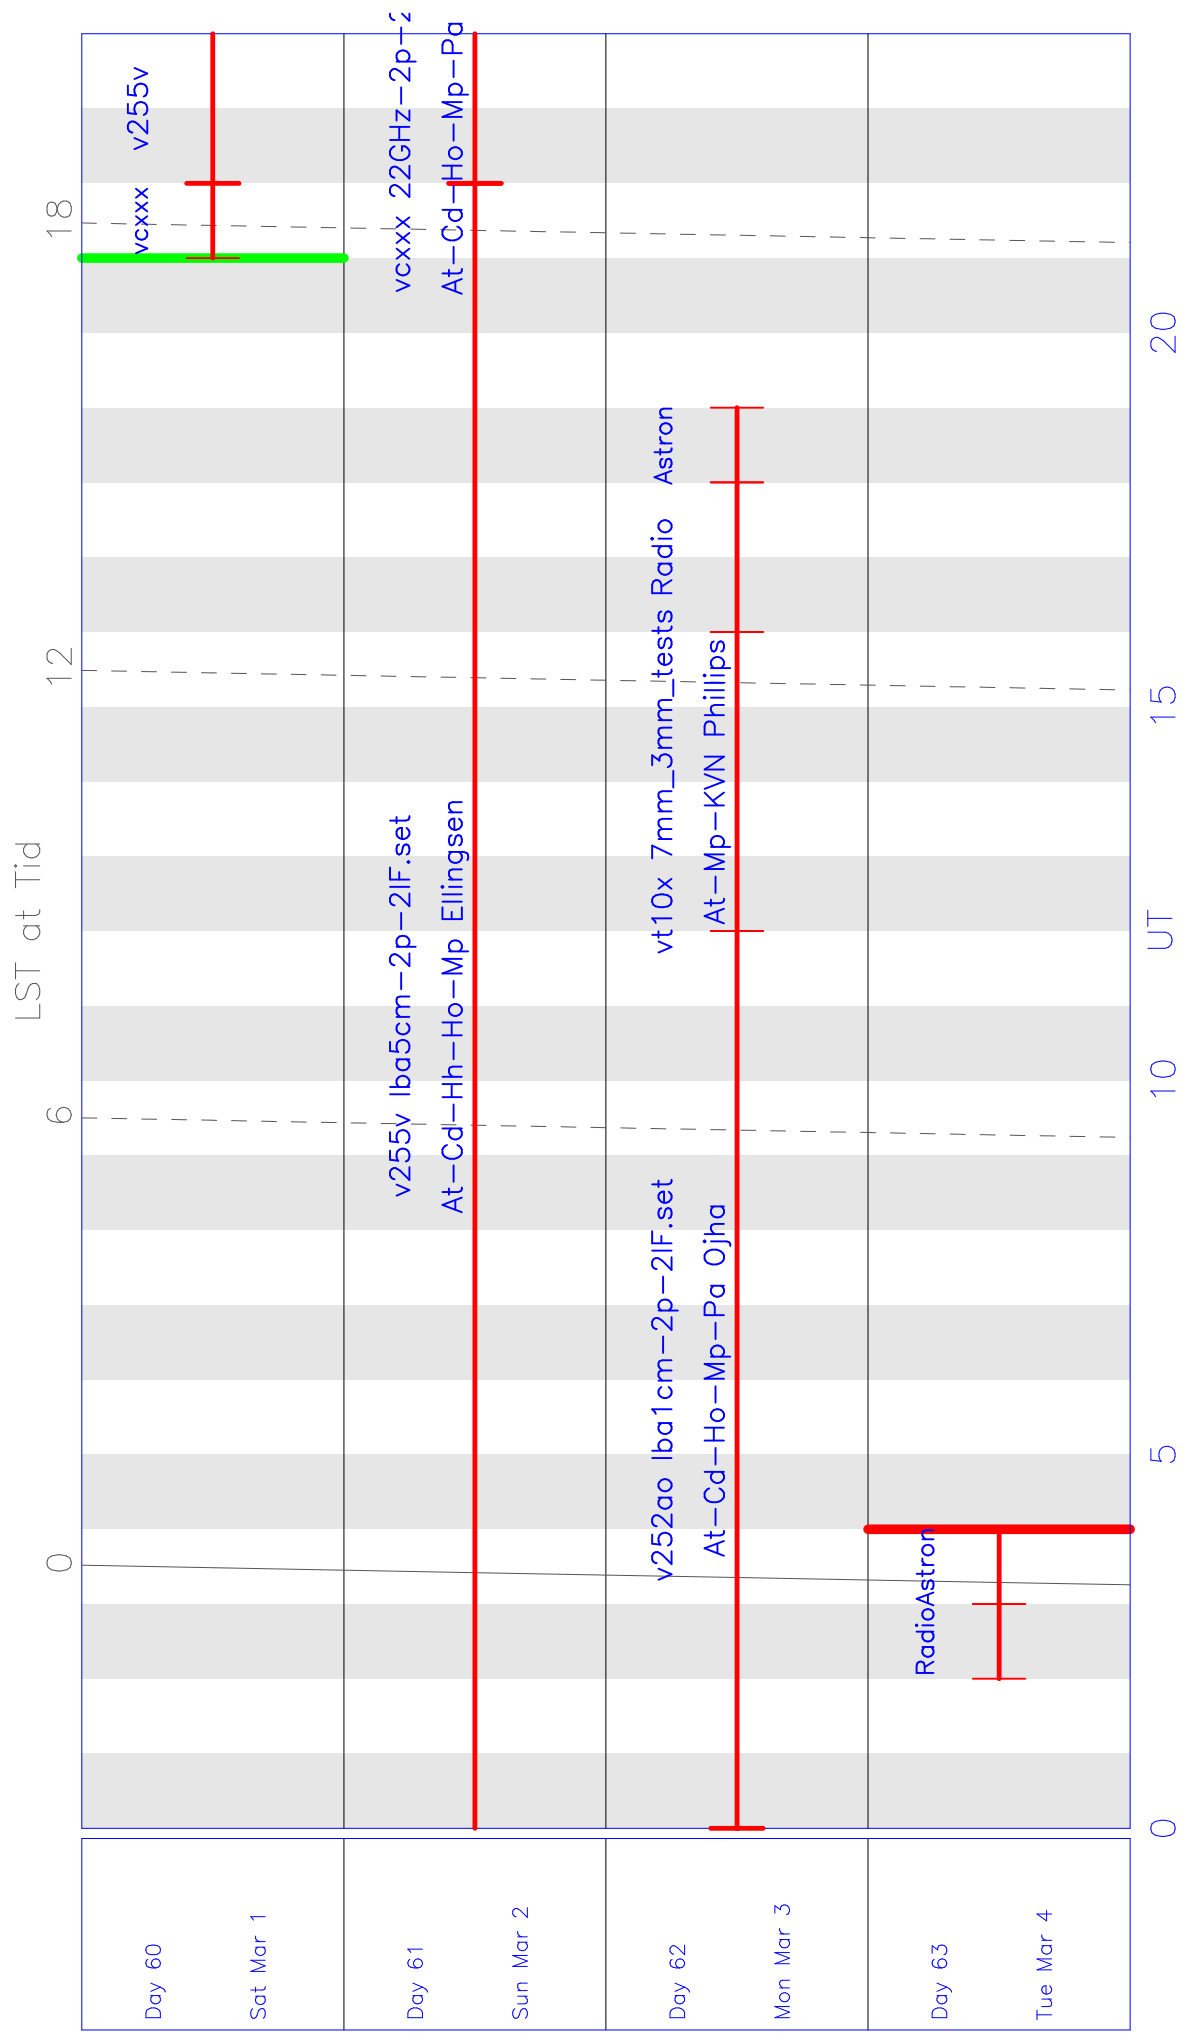 LST at Tid
0
6
12
18
Day 60
Sat Mar 1
vcxxx
v255v
Day 61
Sun Mar 2
v255v lba5cm-2p-2IF.set
At-Cd-Hh-Ho-Mp Ellingsen
vcxxx 22GHz-2p-2
At-Cd-Ho-Mp-Pa
Day 62
Mon Mar 3
v252ao lba1cm-2p-2IF.set
At-Cd-Ho-Mp-Pa Ojha
vt10x 7mm_3mm_tests
At-Mp-KVN Phillips
Radio
Astron
Day 63
Tue Mar 4
RadioAstron
0
5
10
15
20
UT